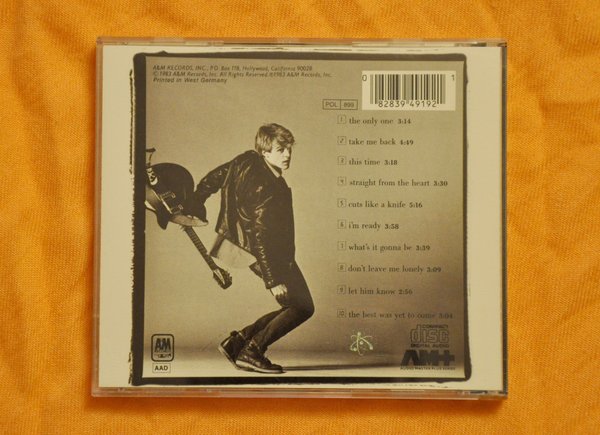 A&M RECORDS, INC., P.O. Box 118, Hollywood, California 90028
© 1983 A&M Records, Inc. All Rights Reserved. ℗1983 A&M Records, Inc.
Printed in West Germany
0 82839 49192 1
POL 899
1 the only one 3:14
2 take me back 4:49
3 this time 3:18
4 straight from the heart 3:30
5 cuts like a knife 5:16
6 i'm ready 3:58
7 what's it gonna be 3:39
8 don't leave me lonely 3:09
9 let him know 2:56
10 the best was yet to come 3:04
A&M
RECORDS
AAD
COMPACT
disc
DIGITAL AUDIO
AM+
AUDIO MASTER PLUS SERIES